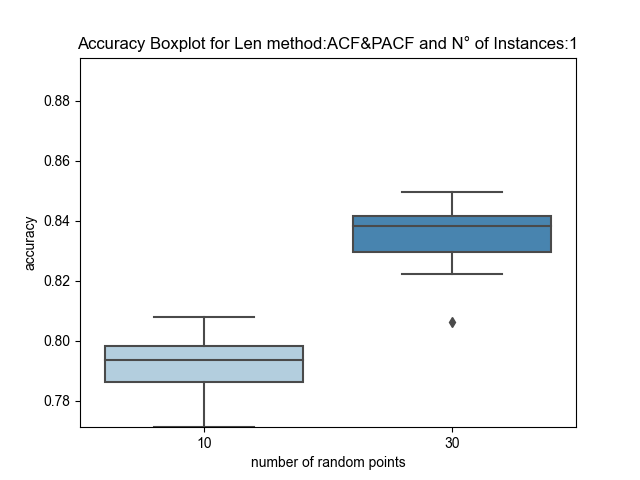 Accuracy Boxplot for Len method:ACF&PACF and N° of Instances:1
accuracy
0.88
0.86
0.84
0.82
0.80
0.78
10
30
number of random points